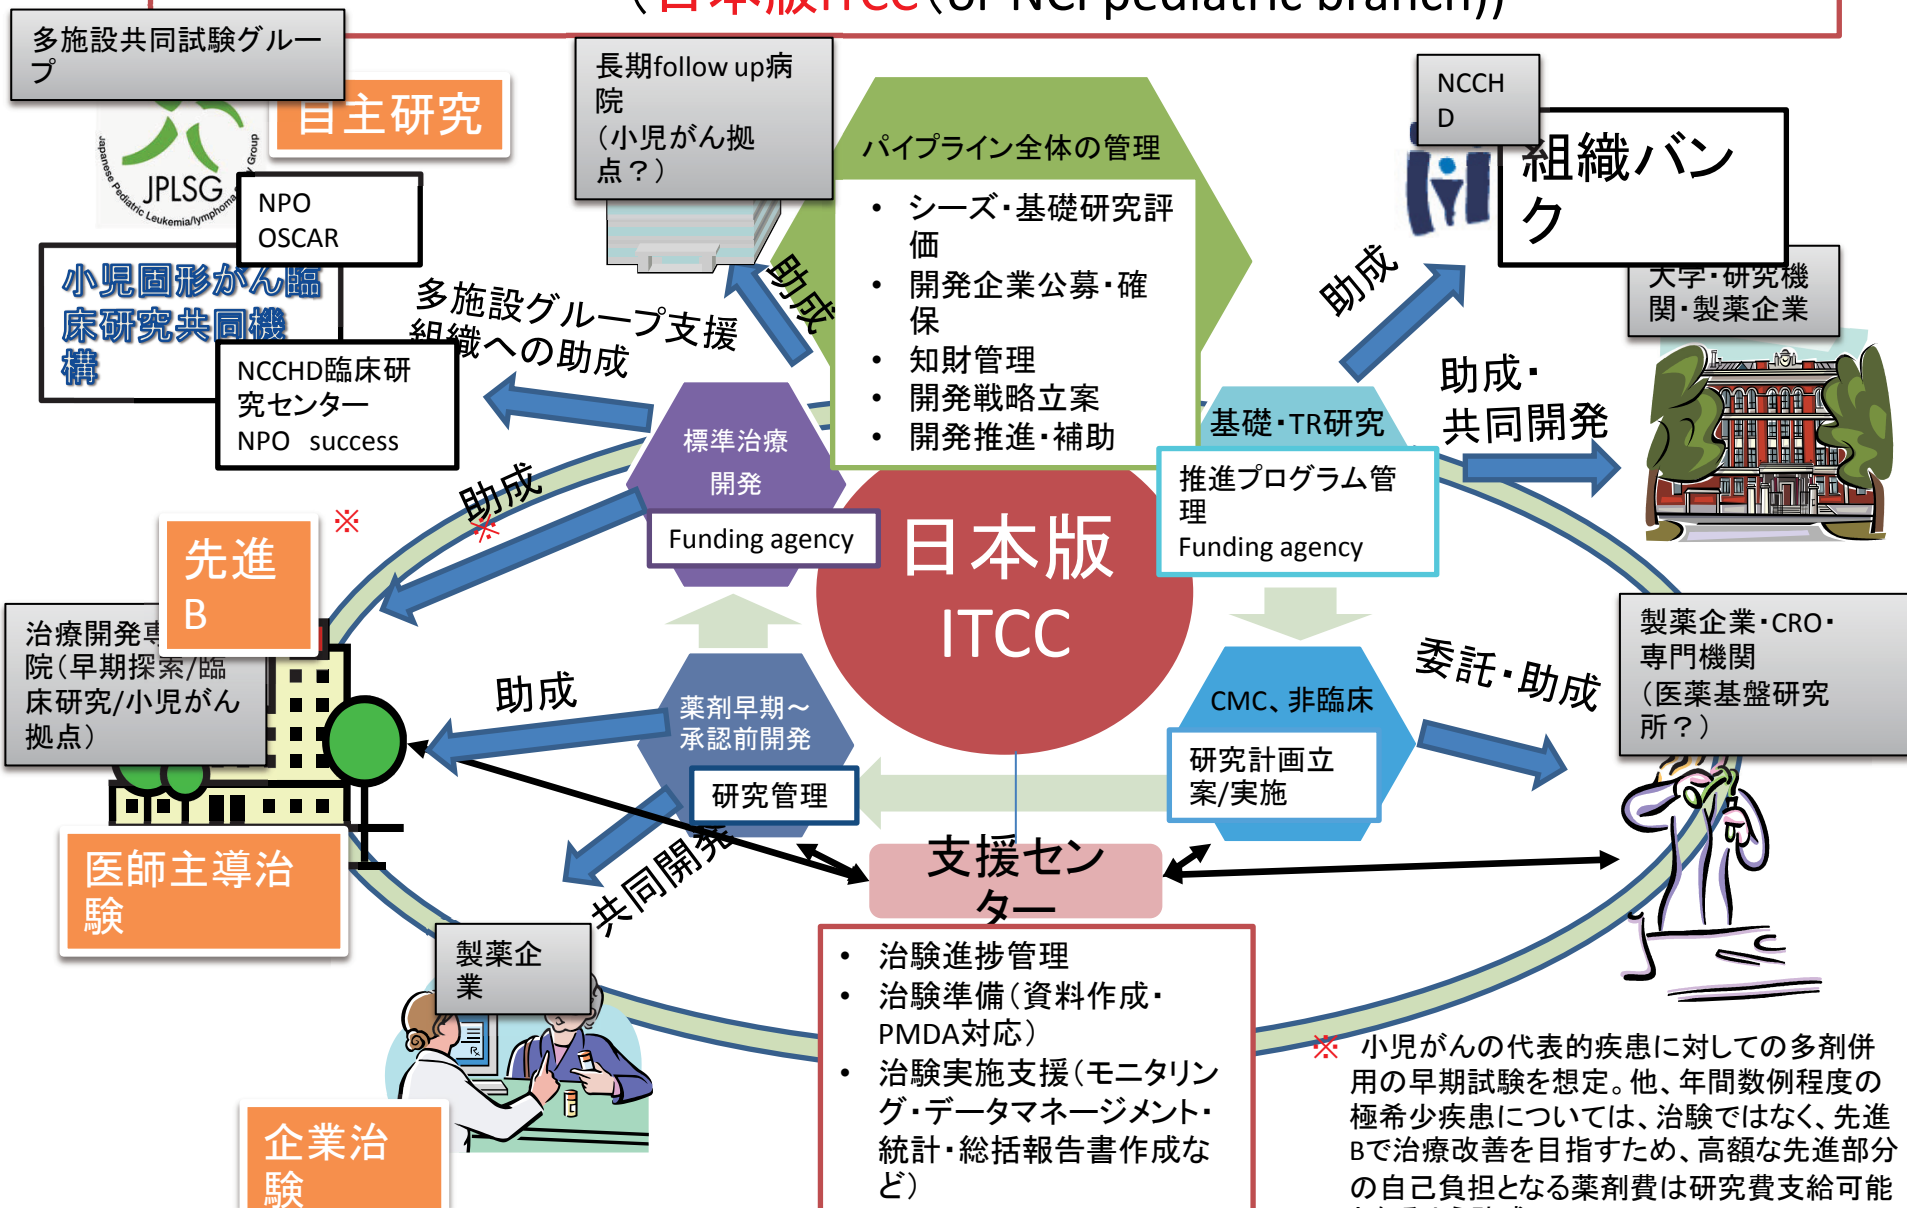 （日本版ITCC（or NCI pediatric branch))
多施設共同試験グルー
プ
自主研究
JPLSG
Japanese Pediatric Leukemia/lymphoma
Group
NPO
OSCAR
小児固形がん臨
床研究共同機
構
NCCHD臨床研
究センター
NPO　success
長期follow up病
院
（小児がん拠
点？）
多施設グループ支援
組織への助成
助成
パイプライン全体の管理
• シーズ・基礎研究評
価
• 開発企業公募・確
保
• 知財管理
• 開発戦略立案
• 開発推進・補助
NCCH
D
組織バン
ク
助成
大学・研究機
関・製薬企業
助成・
共同開発
標準治療
開発
Funding agency
基礎・TR研究
推進プログラム管
理
Funding agency
日本版
ITCC
助成
※
※
先進
B
治療開発専
院（早期探索/臨
床研究/小児がん
拠点）
助成
薬剤早期～
承認前開発
研究管理
CMC、非臨床
研究計画立
案/実施
委託・助成
製薬企業・CRO・
専門機関
（医薬基盤研究
所？）
医師主導治
験
共同開発
支援セン
ター
製薬企
業
企業治
験
• 治験進捗管理
• 治験準備（資料作成・
PMDA対応）
• 治験実施支援（モニタリン
グ・データマネージメント・
統計・総括報告書作成な
ど）
※　小児がんの代表的疾患に対しての多剤併
用の早期試験を想定。他、年間数例程度の
極希少疾患については、治験ではなく、先進
Bで治療改善を目指すため、高額な先進部分
の自己負担となる薬剤費は研究費支給可能